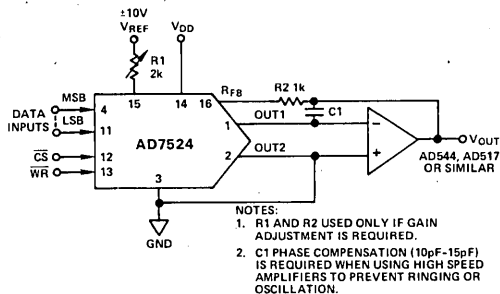 ±10V
VREF
VDD
R1
2k
RFB
R2 1k
C1
MSB
4
15
14
16
DATA
INPUTS
LSB
11
AD7524
1
OUT1
2
OUT2
−
+
VOUT
AD544, AD517
OR SIMILAR
CS
12
WR
13
3
GND
NOTES:
1. R1 AND R2 USED ONLY IF GAIN
ADJUSTMENT IS REQUIRED.
2. C1 PHASE COMPENSATION (10pF-15pF)
IS REQUIRED WHEN USING HIGH SPEED
AMPLIFIERS TO PREVENT RINGING OR
OSCILLATION.